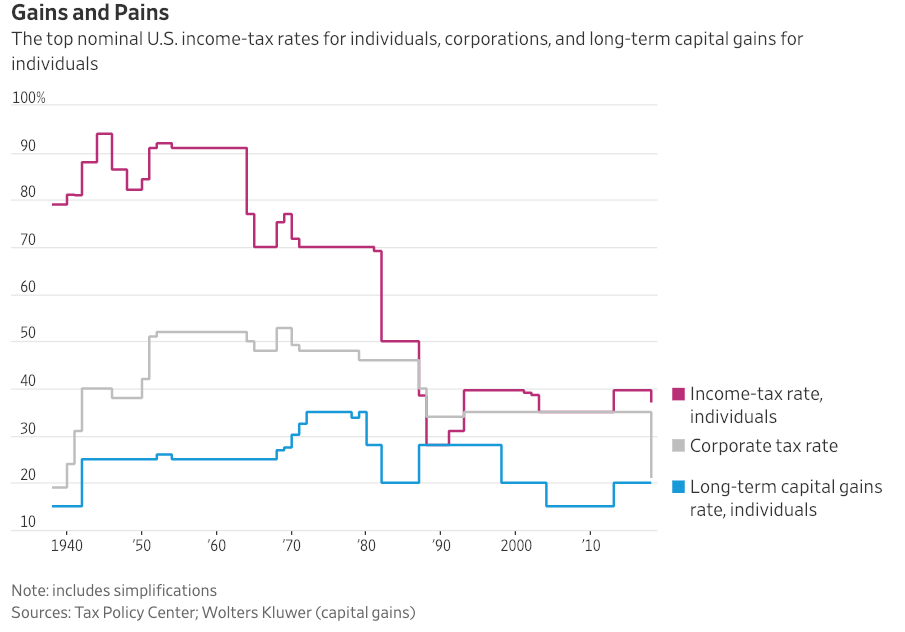 Gains and Pains
The top nominal U.S. income-tax rates for individuals, corporations, and long-term capital gains for
individuals
100%
90
80
70
60
50
40
30
20
10
1940 ’50 ’60 ’70 ’80 ’90 2000 ’10
Income-tax rate,
individuals
Corporate tax rate
Long-term capital gains
rate, individuals
Note: includes simplifications
Sources: Tax Policy Center; Wolters Kluwer (capital gains)